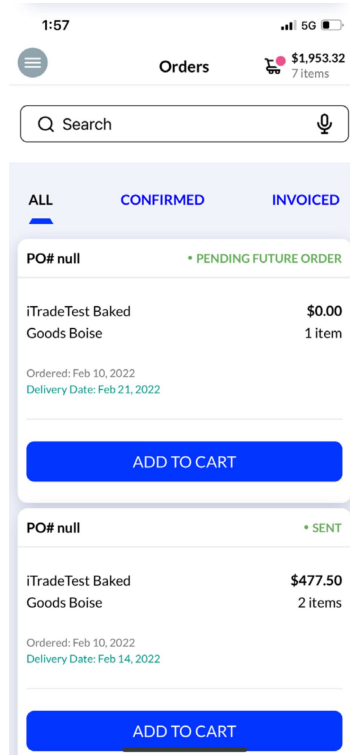 1:57
5G
Orders
$1,953.32
7 items
Search
ALL
CONFIRMED
INVOICED
PO# null
• PENDING FUTURE ORDER
iTradeTest Baked
Goods Boise
$0.00
1 item
Ordered: Feb 10, 2022
Delivery Date: Feb 21, 2022
ADD TO CART
PO# null
• SENT
iTradeTest Baked
Goods Boise
$477.50
2 items
Ordered: Feb 10, 2022
Delivery Date: Feb 14, 2022
ADD TO CART